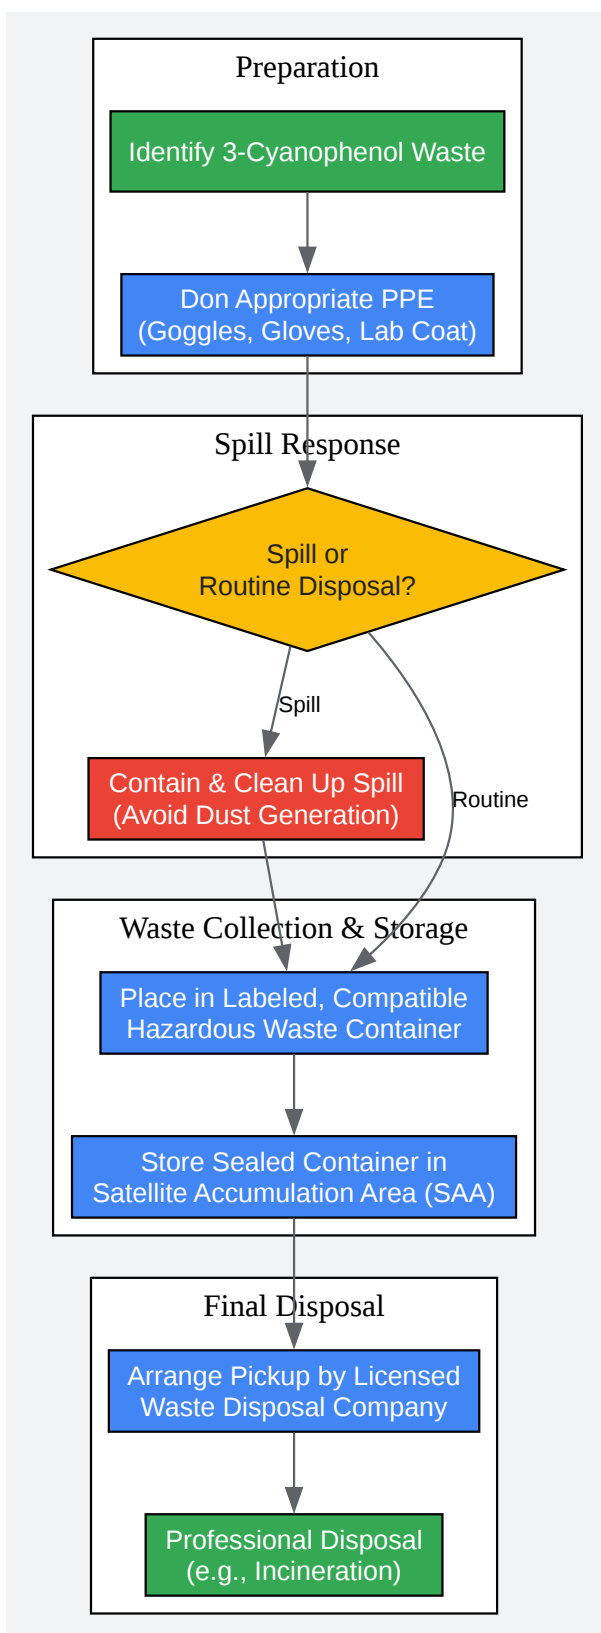 Preparation
Identify 3-Cyanophenol Waste
Don Appropriate PPE
(Goggles, Gloves, Lab Coat)
Spill Response
Spill or
Routine Disposal?
Spill
Contain & Clean Up Spill
(Avoid Dust Generation)
Routine
Waste Collection & Storage
Place in Labeled, Compatible
Hazardous Waste Container
Store Sealed Container in
Satellite Accumulation Area (SAA)
Final Disposal
Arrange Pickup by Licensed
Waste Disposal Company
Professional Disposal
(e.g., Incineration)